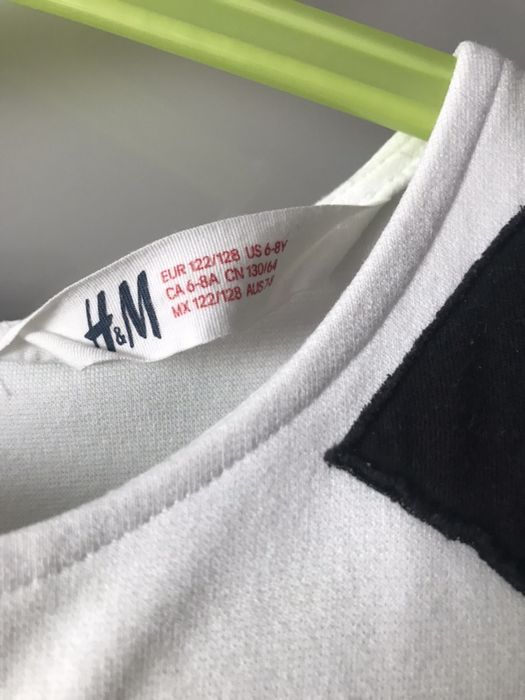 H&M
EUR 122/128 US 6-8Y
CA 6-8A CN 130/64
MX 122/128 AUS